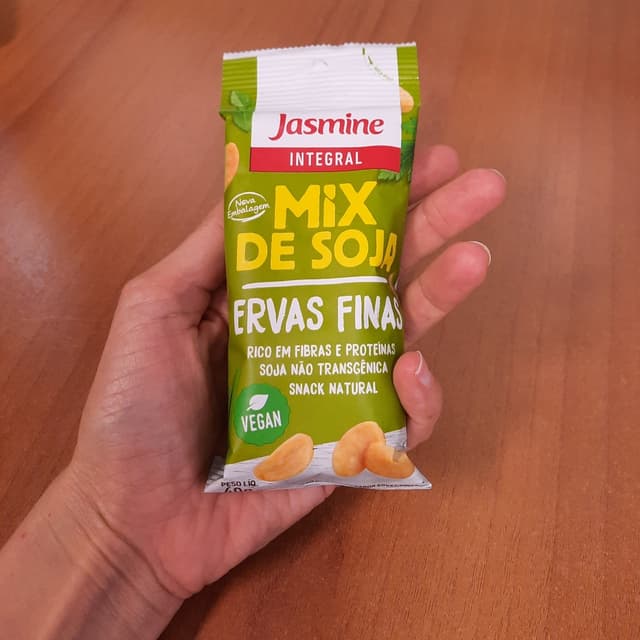 Jasmine
INTEGRAL
Nova
Embalagem
MiX
DE SOJA
ERVAS FINAS
RICO EM FIBRAS E PROTEÍNAS
SOJA NÃO TRANSGÊNICA
SNACK NATURAL
VEGAN
PESO LÍQ